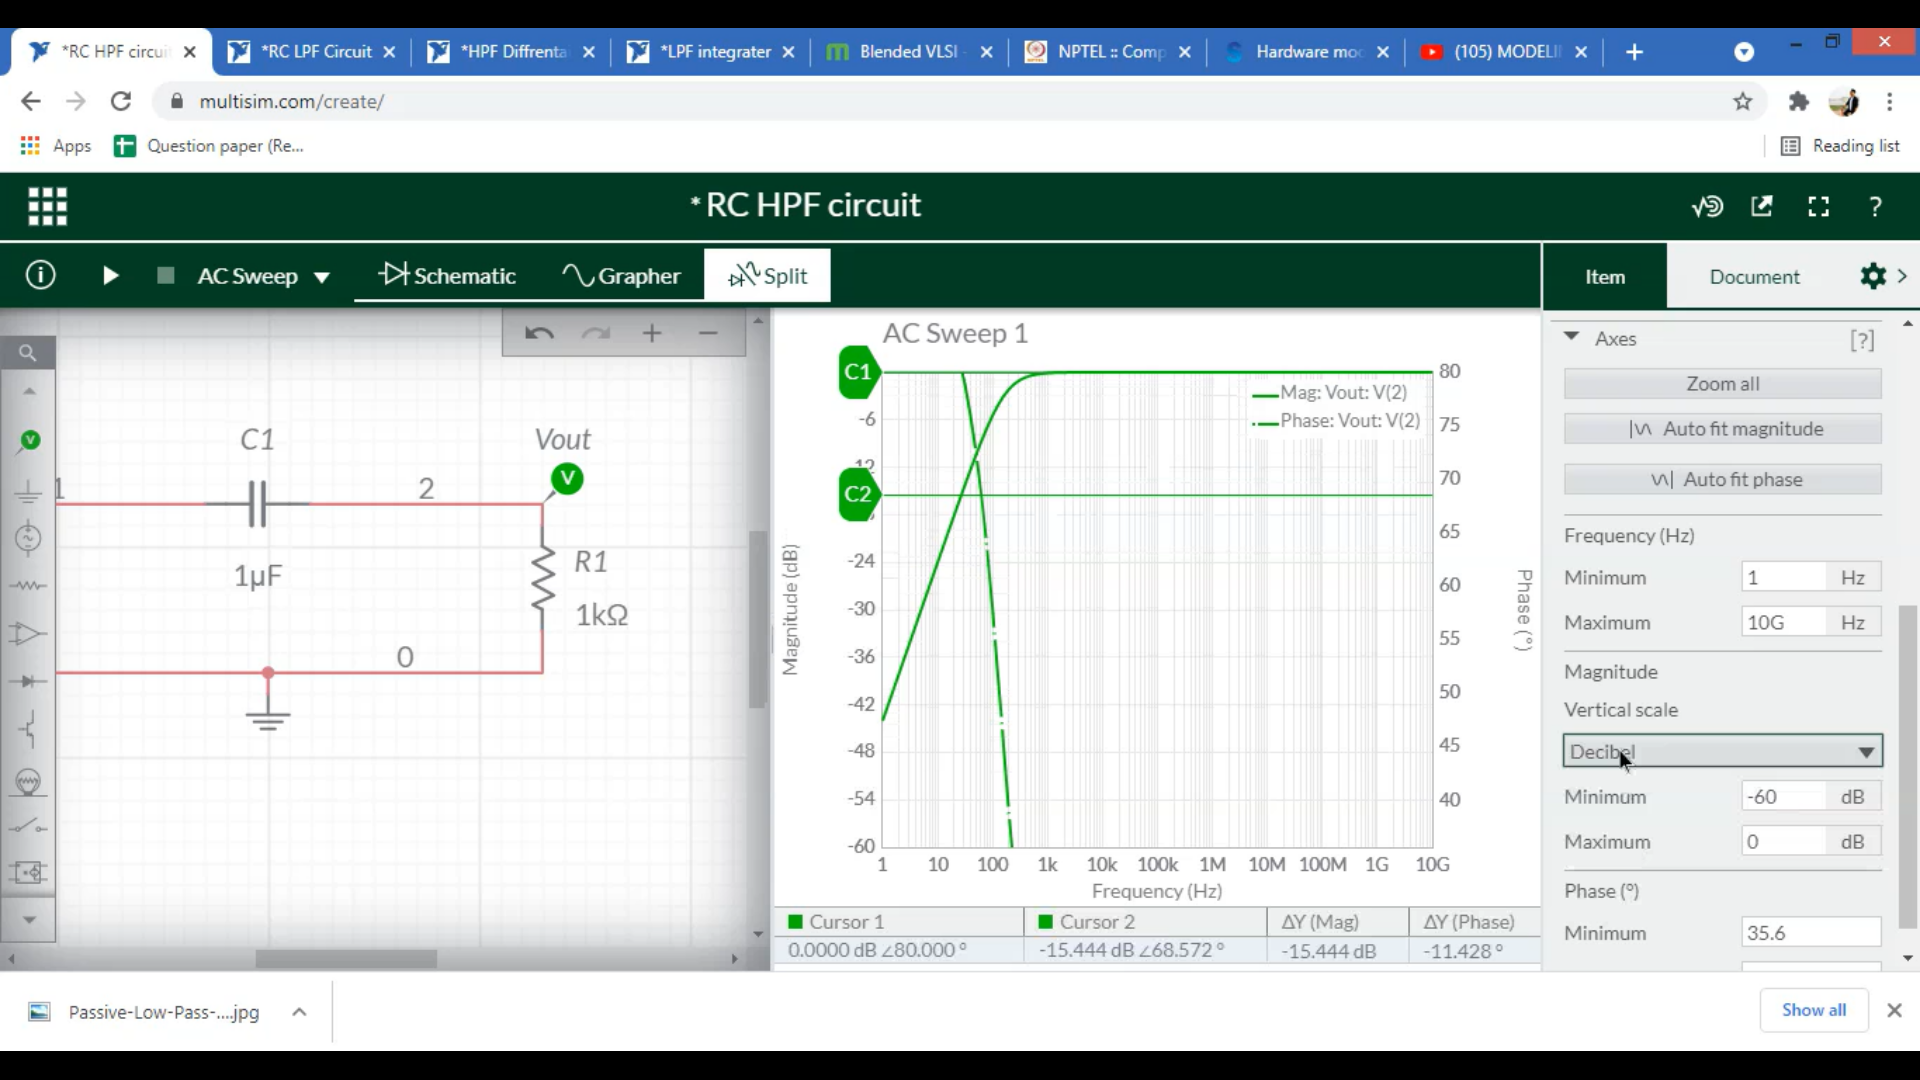 *RC HPF circuit
*RC LPF Circuit
*HPF Diffrenta
*LPF integrater
Blended VLSI -
NPTEL :: Comp
Hardware mo
(105) MODELI
multisim.com/create/
Apps
Question paper (Re...
Reading list
* RC HPF circuit
?
AC Sweep
Schematic
Grapher
Split
Item
Document
C1
1µF
1
2
0
Vout
V
R1
1kΩ
AC Sweep 1
C1
C2
Mag: Vout: V(2)
Phase: Vout: V(2)
-6
-12
-24
-30
-36
-42
-48
-54
-60
80
75
70
65
60
55
50
45
40
Magnitude (dB)
Phase (°)
1 10 100 1k 10k 100k 1M 10M 100M 1G 10G
Frequency (Hz)
Cursor 1 Cursor 2 ΔY (Mag) ΔY (Phase)
0.0000 dB ∠80.000 ° -15.444 dB ∠68.572 ° -15.444 dB -11.428 °
Axes [?]
Zoom all
Auto fit magnitude
Auto fit phase
Frequency (Hz)
Minimum 1 Hz
Maximum 10G Hz
Magnitude
Vertical scale
Decibel
Minimum -60 dB
Maximum 0 dB
Phase (°)
Minimum 35.6
Passive-Low-Pass-....jpg
Show all